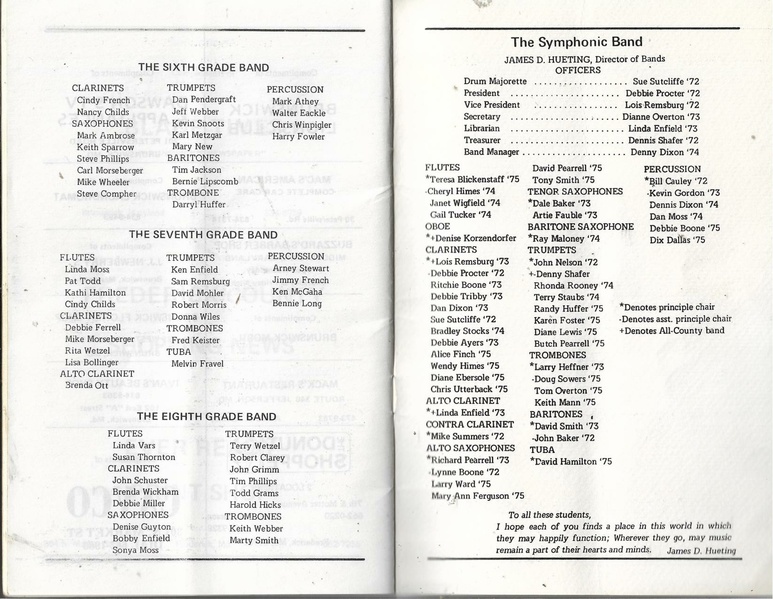 THE SIXTH GRADE BAND
CLARINETS
Cindy French
Nancy Childs
SAXOPHONES
Mark Ambrose
Keith Sparrow
Steve Phillips
Carl Morseberger
Mike Wheeler
Steve Compher
TRUMPETS
Dan Pendergraft
Jeff Webber
Kevin Snoots
Karl Metzgar
Mary New
BARITONES
Tim Jackson
Bernie Lipscomb
TROMBONE
Darryl Huffer
PERCUSSION
Mark Athey
Walter Eackle
Chris Winpigler
Harry Fowler
THE SEVENTH GRADE BAND
FLUTES
Linda Moss
Pat Todd
Kathi Hamilton
Cindy Childs
CLARINETS
Debbie Ferrell
Mike Morseberger
Rita Wetzel
Lisa Bollinger
ALTO CLARINET
Brenda Ott
TRUMPETS
Ken Enfield
Sam Remsburg
David Mohler
Robert Morris
Donna Wiles
TROMBONES
Fred Keister
TUBA
Melvin Fravel
PERCUSSION
Arney Stewart
Jimmy French
Ken McGaha
Bennie Long
THE EIGHTH GRADE BAND
FLUTES
Linda Vars
Susan Thornton
CLARINETS
John Schuster
Brenda Wickham
Debbie Miller
SAXOPHONES
Denise Guyton
Bobby Enfield
Sonya Moss
TRUMPETS
Terry Wetzel
Robert Clarey
John Grimm
Tim Phillips
Todd Grams
Harold Hicks
TROMBONES
Keith Webber
Marty Smith
The Symphonic Band
JAMES D. HUETING, Director of Bands
OFFICERS
Drum Majorette .................. Sue Sutcliffe '72
President .................. Debbie Procter '72
Vice President .................. Lois Remsburg '72
Secretary .................. Dianne Overton '73
Librarian .................. Linda Enfield '73
Treasurer .................. Dennis Shafer '72
Band Manager .................. Denny Dixon '74
FLUTES
*Teresa Blickenstaff '75
-Cheryl Himes '74
Janet Wigfield '74
Gail Tucker '74
OBOE
*+Denise Korzendorfer
CLARINETS
*+Lois Remsburg '73
-Debbie Procter '72
Ritchie Boone '73
Debbie Tribby '73
Dan Dixon '73
Sue Sutcliffe '72
Bradley Stocks '74
Debbie Ayers '73
Alice Finch '75
Wendy Himes '75
Diane Ebersole '75
Chris Utterback '75
ALTO CLARINET
*+Linda Enfield '73
CONTRA CLARINET
*Mike Summers '72
ALTO SAXOPHONES
*Richard Pearrell '73
-Lynne Boone '72
Larry Ward '75
Mary Ann Ferguson '75
David Pearrell '75
Tony Smith '75
TENOR SAXOPHONES
*Dale Baker '73
Artie Fauble '73
BARITONE SAXOPHONE
*Ray Maloney '74
TRUMPETS
*John Nelson '72
+-Denny Shafer
Rhonda Rooney '74
Terry Staubs '74
Randy Huffer '75
Karen Foster '75
Diane Lewis '75
Butch Pearrell '75
TROMBONES
*Larry Heffner '73
-Doug Sowers '75
Tom Overton '75
Keith Mann '75
BARITONES
*David Smith '73
-John Baker '72
TUBA
*David Hamilton '75
PERCUSSION
*Bill Cauley '72
-Kevin Gordon '73
Dennis Dixon '74
Dan Moss '74
Debbie Boone '75
Dix Dallas '75
*Denotes principle chair
-Denotes asst. principle chair
+Denotes All-County band
To all these students,
I hope each of you finds a place in this world in which
they may happily function; Wherever they go, may music
remain a part of their hearts and minds. James D. Hueting